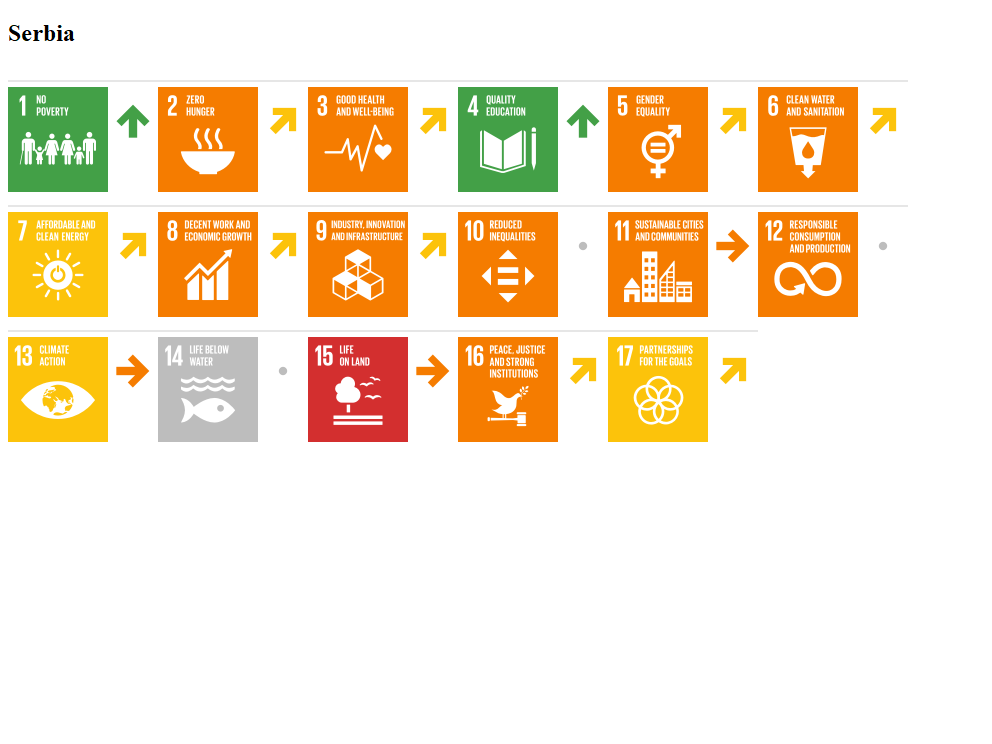 Serbia
1 NO
POVERTY
2 ZERO
HUNGER
3 GOOD HEALTH
AND WELL-BEING
4 QUALITY
EDUCATION
5 GENDER
EQUALITY
6 CLEAN WATER
AND SANITATION
7 AFFORDABLE AND
CLEAN ENERGY
8 DECENT WORK AND
ECONOMIC GROWTH
9 INDUSTRY, INNOVATION
AND INFRASTRUCTURE
10 REDUCED
INEQUALITIES
11 SUSTAINABLE CITIES
AND COMMUNITIES
12 RESPONSIBLE
CONSUMPTION
AND PRODUCTION
13 CLIMATE
ACTION
14 LIFE BELOW
WATER
15 LIFE
ON LAND
16 PEACE, JUSTICE
AND STRONG
INSTITUTIONS
17 PARTNERSHIPS
FOR THE GOALS